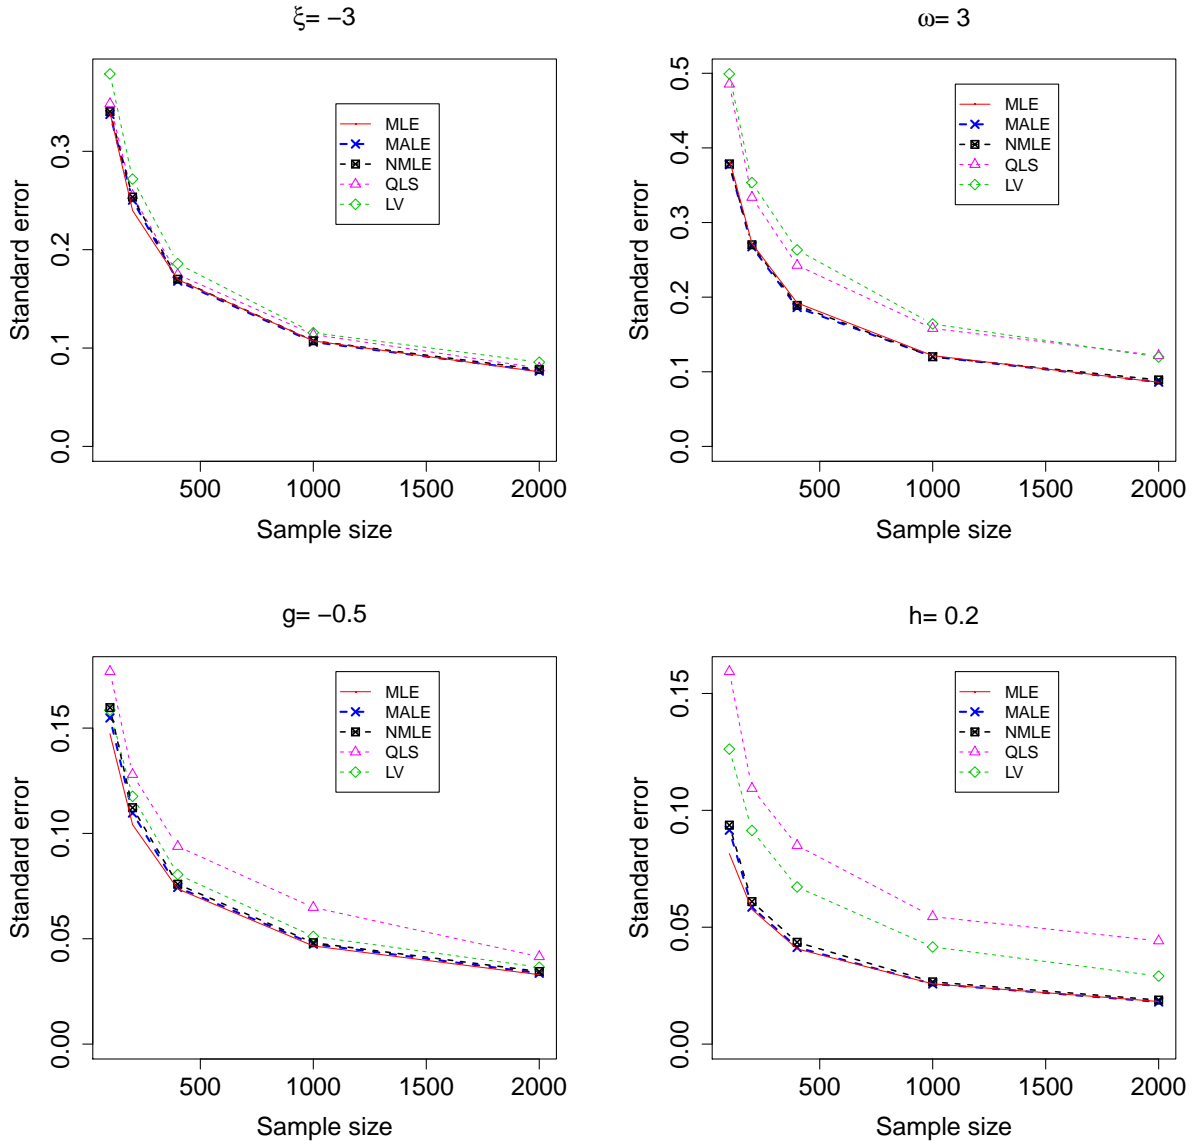 ξ= −3
Standard error
0.0 0.1 0.2 0.3
MLE
MALE
NMLE
QLS
LV
500 1000 1500 2000
Sample size
ω= 3
Standard error
0.0 0.1 0.2 0.3 0.4 0.5
MLE
MALE
NMLE
QLS
LV
500 1000 1500 2000
Sample size
g= −0.5
Standard error
0.00 0.05 0.10 0.15
MLE
MALE
NMLE
QLS
LV
500 1000 1500 2000
Sample size
h= 0.2
Standard error
0.00 0.05 0.10 0.15
MLE
MALE
NMLE
QLS
LV
500 1000 1500 2000
Sample size